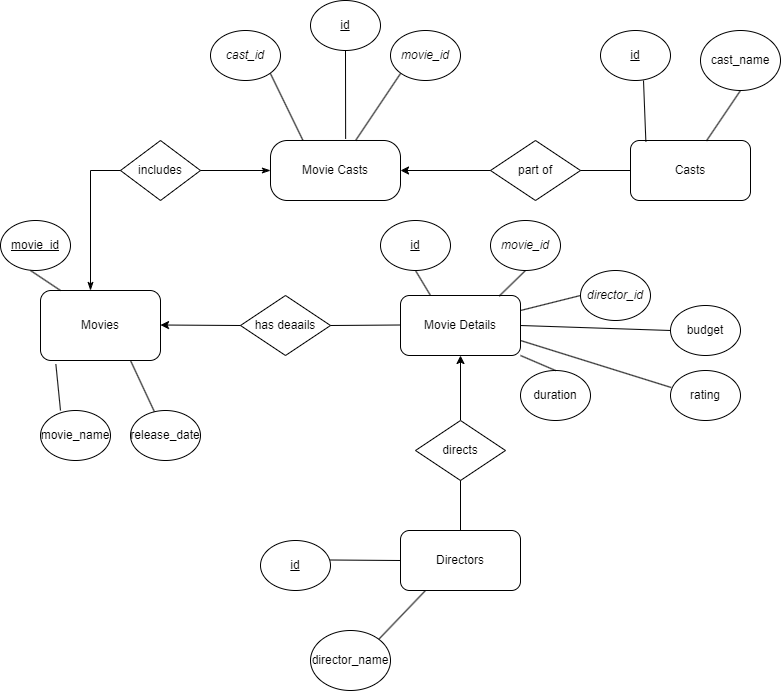 id
cast_id
movie_id
id
cast_name
includes
Movie Casts
part of
Casts
movie_id
id
movie_id
director_id
Movies
has deaails
Movie Details
budget
duration
rating
movie_name
release_date
directs
id
Directors
director_name